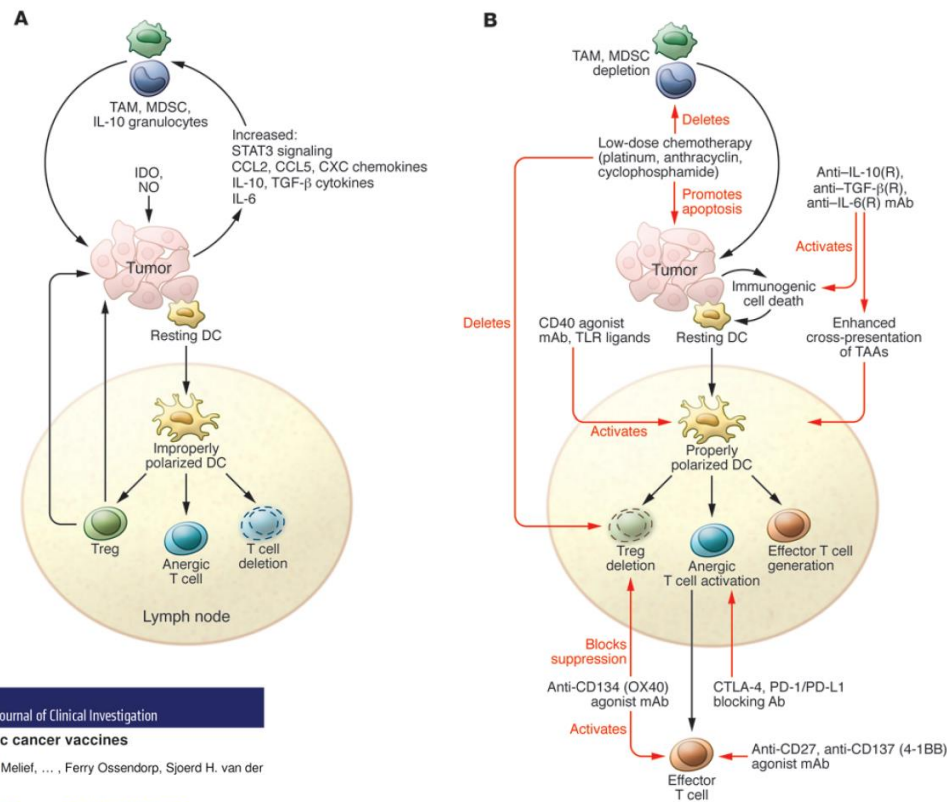 A
TAM, MDSC,
IL-10 granulocytes
Increased:
STAT3 signaling
CCL2, CCL5, CXC chemokines
IL-10, TGF-β cytokines
IL-6
IDO,
NO
Tumor
Resting DC
Improperly
polarized DC
Treg
Anergic
T cell
T cell
deletion
Lymph node
B
TAM, MDSC
depletion
Deletes
Low-dose chemotherapy
(platinum, anthracyclin,
cyclophosphamide)
Promotes
apoptosis
Anti–IL-10(R),
anti–TGF-β(R),
anti–IL-6(R) mAb
Activates
Tumor
Immunogenic
cell death
Deletes
CD40 agonist
mAb, TLR ligands
Resting DC
Enhanced
cross-presentation
of TAAs
Activates
Properly
polarized DC
Treg
deletion
Anergic
T cell activation
Effector T cell
generation
Blocks
suppression
Anti-CD134 (OX40)
agonist mAb
CTLA-4, PD-1/PD-L1
blocking Ab
Activates
Anti-CD27, anti-CD137 (4-1BB)
agonist mAb
Effector
T cell
ournal of Clinical Investigation
c cancer vaccines
Melief, ... , Ferry Ossendorp, Sjoerd H. van der